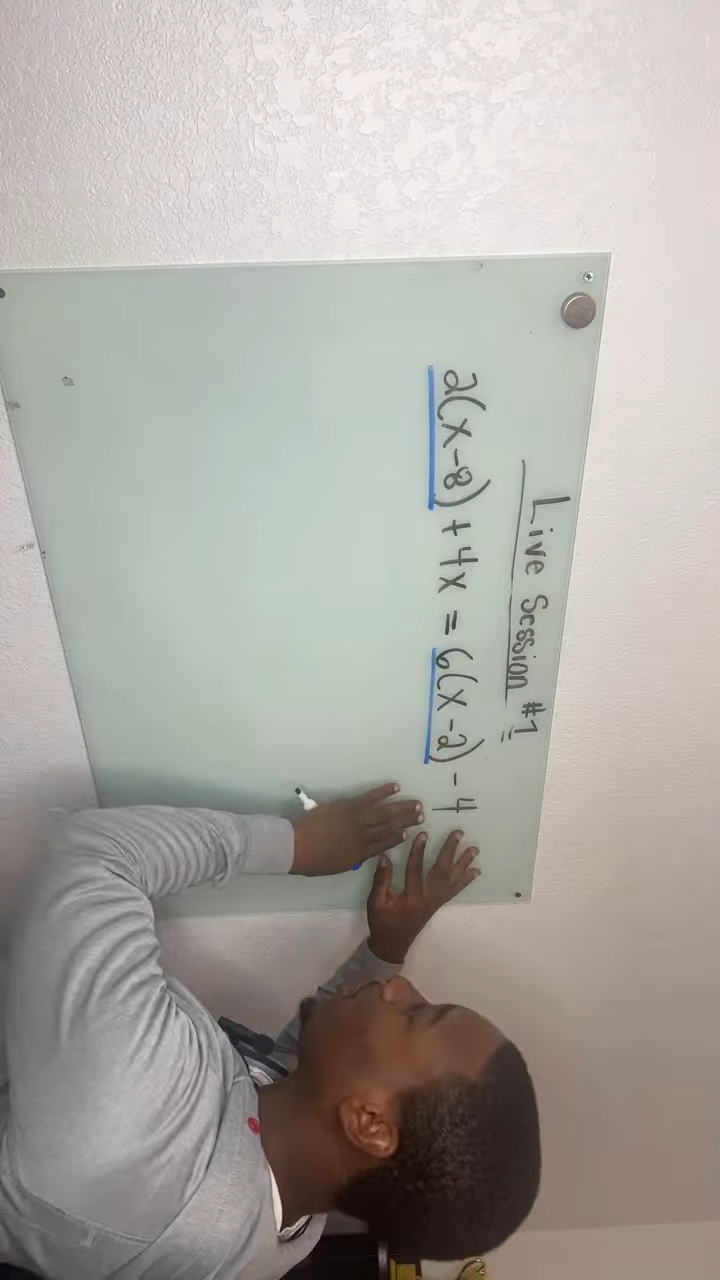 Live Session #1
2(x-8) + 4x = 6(x-2) - 4